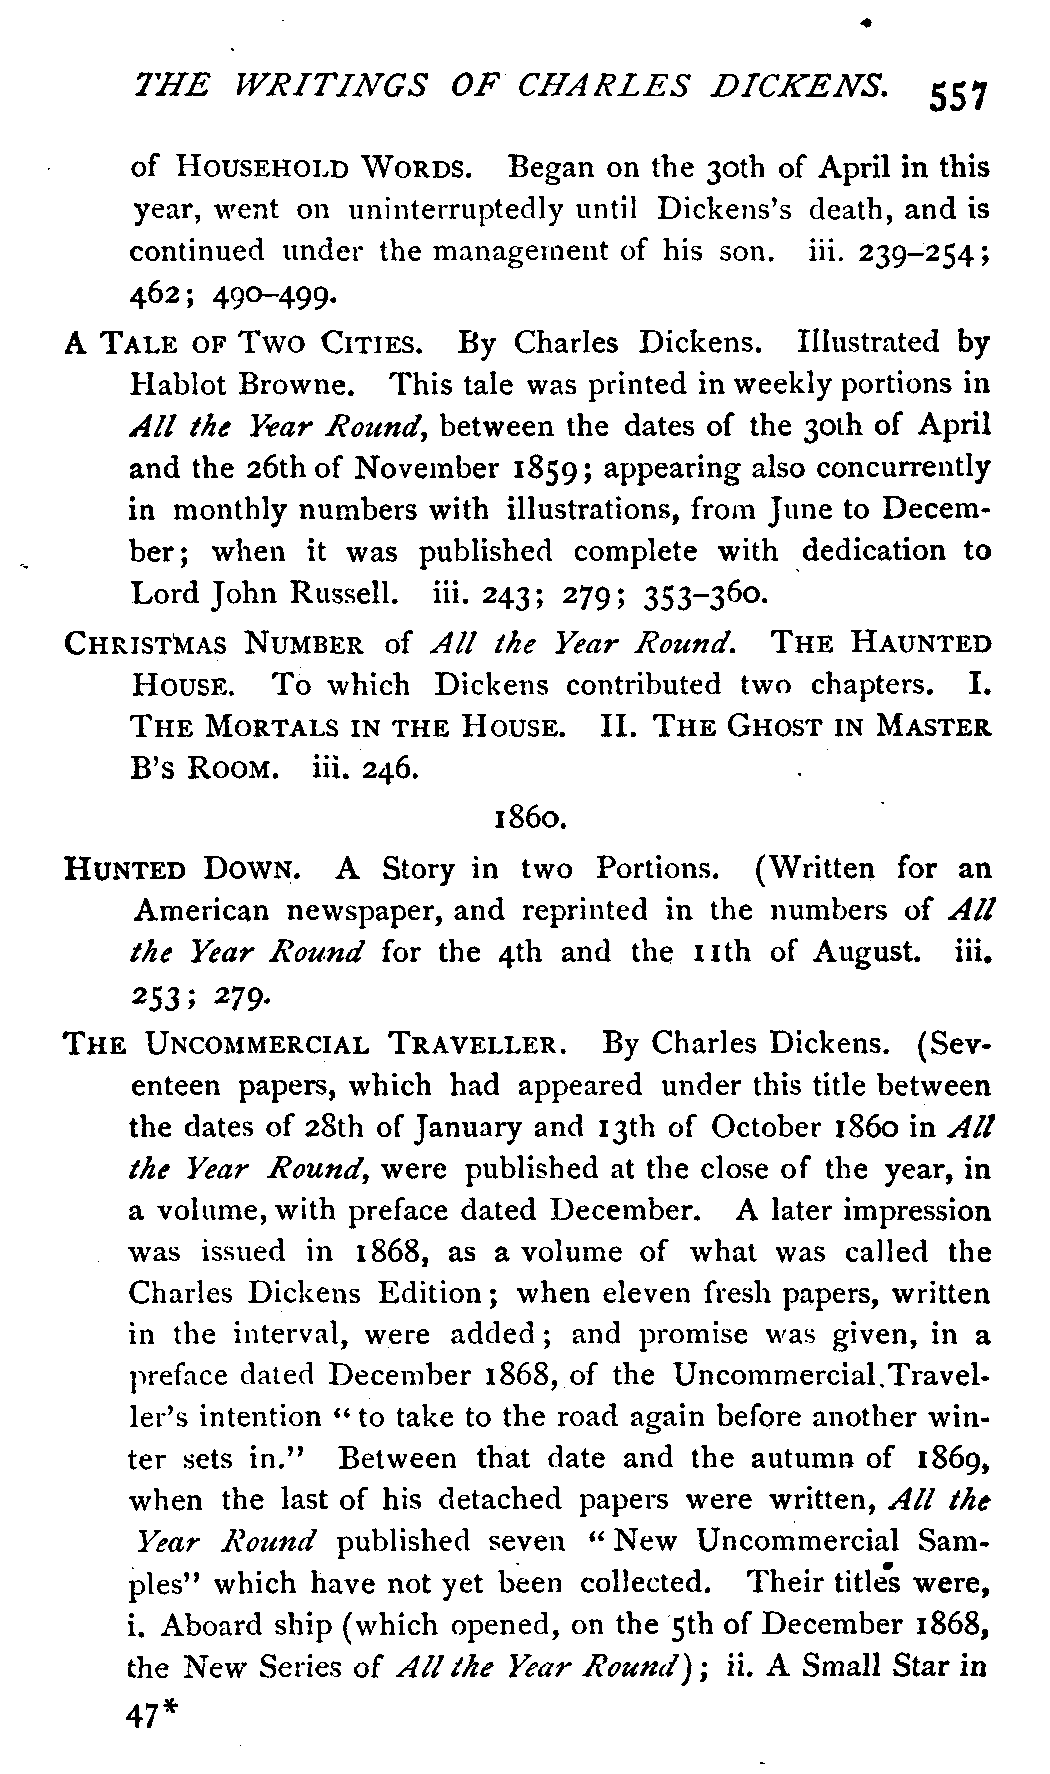 THE WRITINGS OF CHARLES DICKENS. 557
of HOUSEHOLD WORDS. Began on the 30th of April in this
year, went on uninterruptedly until Dickens's death, and is
continued under the management of his son. iii. 239–254;
462; 490–499.
A TALE OF TWO CITIES. By Charles Dickens. Illustrated by
Hablot Browne. This tale was printed in weekly portions in
All the Year Round, between the dates of the 30th of April
and the 26th of November 1859; appearing also concurrently
in monthly numbers with illustrations, from June to Decem-
ber; when it was published complete with dedication to
Lord John Russell. iii. 243; 279; 353–360.
CHRISTMAS NUMBER of All the Year Round. THE HAUNTED
HOUSE. To which Dickens contributed two chapters. I.
THE MORTALS IN THE HOUSE. II. THE GHOST IN MASTER
B'S ROOM. iii. 246.
1860.
HUNTED DOWN. A Story in two Portions. (Written for an
American newspaper, and reprinted in the numbers of All
the Year Round for the 4th and the 11th of August. iii.
253; 279.
THE UNCOMMERCIAL TRAVELLER. By Charles Dickens. (Sev-
enteen papers, which had appeared under this title between
the dates of 28th of January and 13th of October 1860 in All
the Year Round, were published at the close of the year, in
a volume, with preface dated December. A later impression
was issued in 1868, as a volume of what was called the
Charles Dickens Edition; when eleven fresh papers, written
in the interval, were added; and promise was given, in a
preface dated December 1868, of the Uncommercial Travel-
ler's intention "to take to the road again before another win-
ter sets in." Between that date and the autumn of 1869,
when the last of his detached papers were written, All the
Year Round published seven "New Uncommercial Sam-
ples" which have not yet been collected. Their titles were,
i. Aboard ship (which opened, on the 5th of December 1868,
the New Series of All the Year Round); ii. A Small Star in
47*